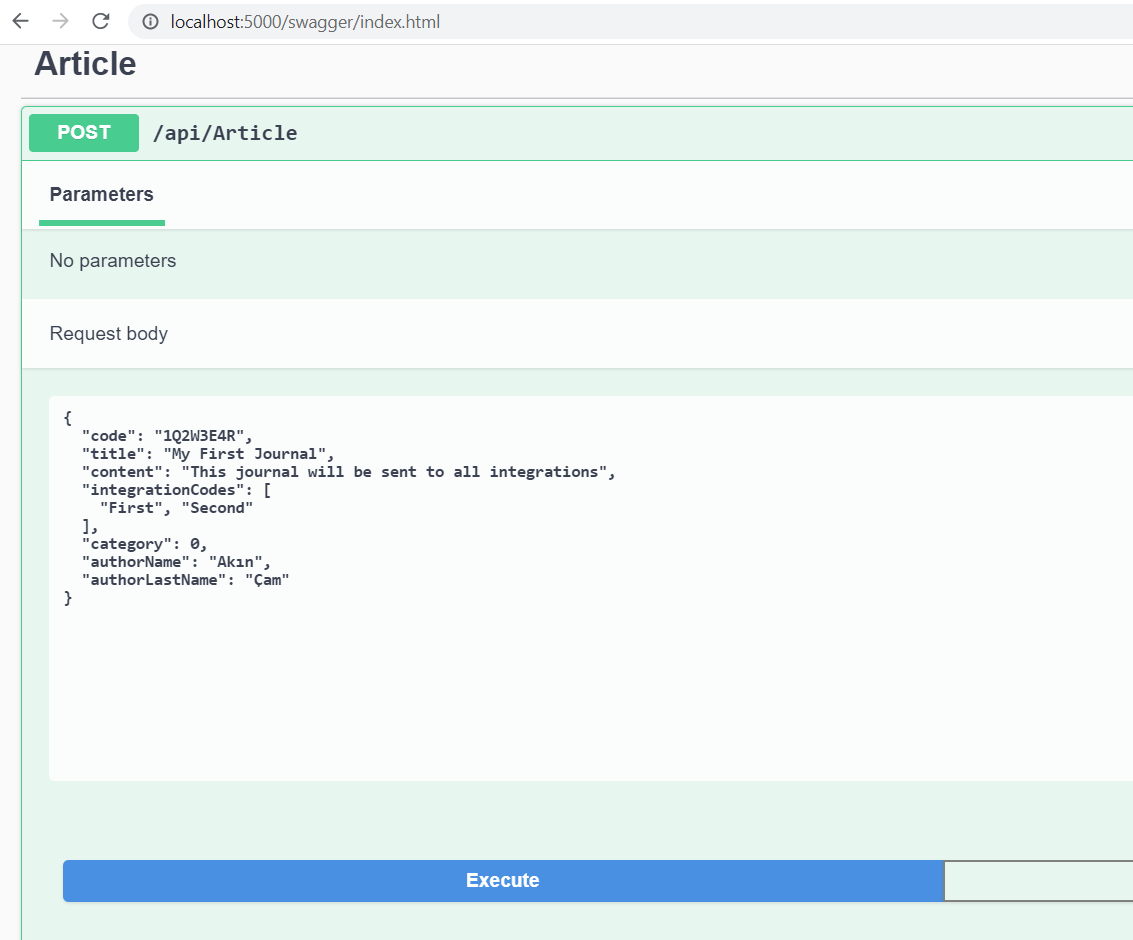 localhost:5000/swagger/index.html
Article
POST /api/Article
Parameters
No parameters
Request body
{
  "code": "1Q2W3E4R",
  "title": "My First Journal",
  "content": "This journal will be sent to all integrations",
  "integrationCodes": [
    "First", "Second"
  ],
  "category": 0,
  "authorName": "Akın",
  "authorLastName": "Çam"
}
Execute